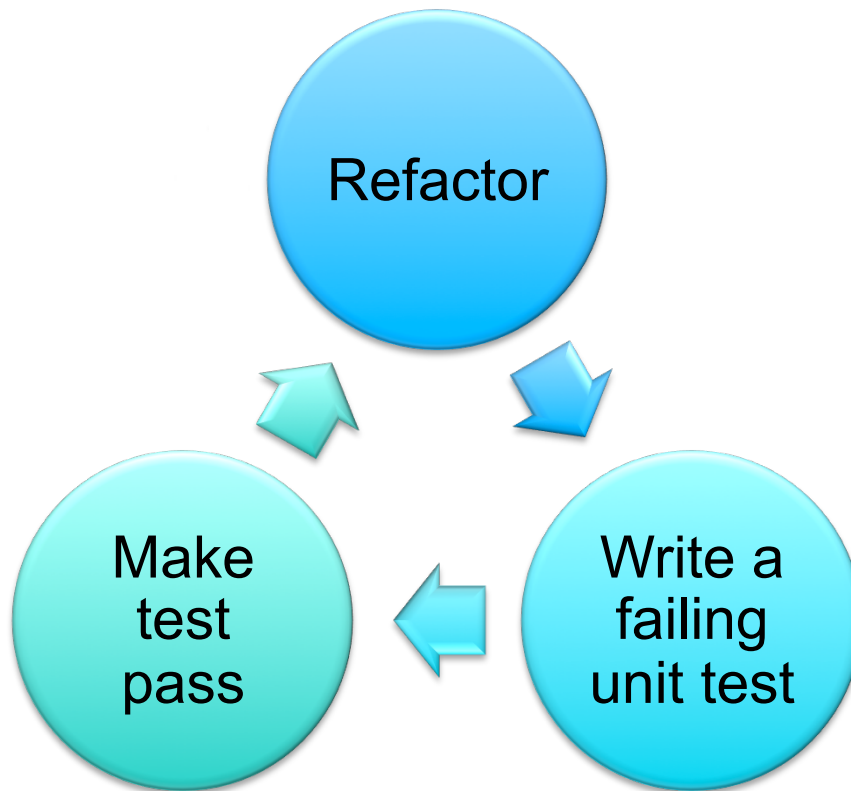 Refactor
Make
test
pass
Write a
failing
unit test